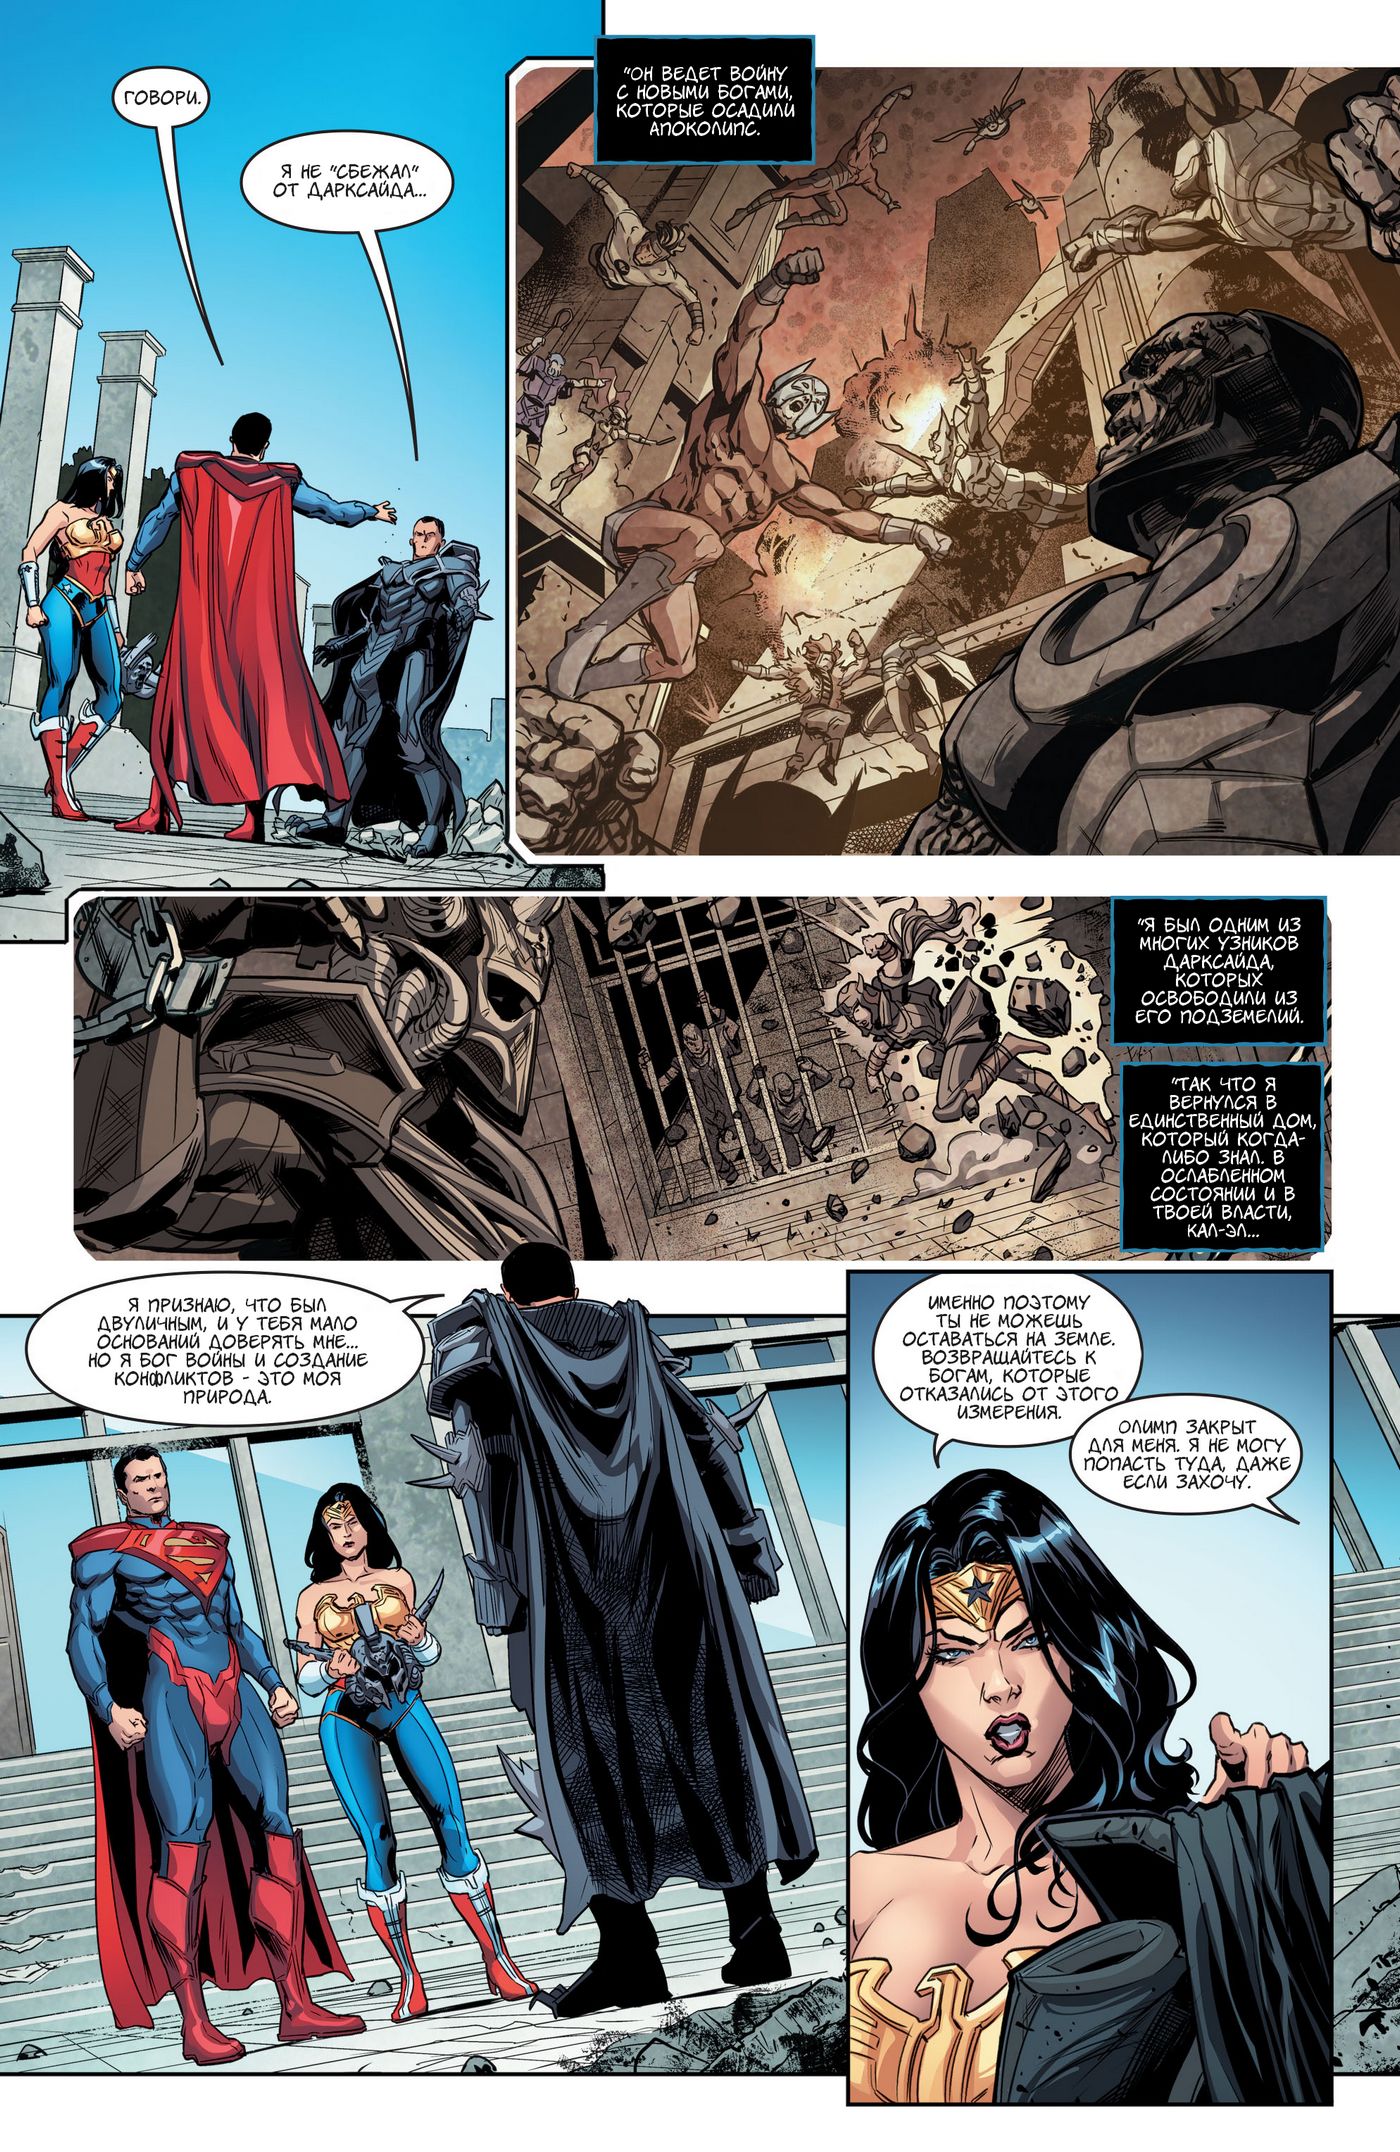 ГОВОРИ.
Я НЕ "СБЕЖАЛ"
ОТ ДАРКСАЙДА...
"ОН ВЕДЕТ ВОЙНУ
С НОВЫМИ БОГАМИ,
КОТОРЫЕ ОСАДИЛИ
АПОКОЛИПС.
"Я БЫЛ ОДНИМ ИЗ
МНОГИХ УЗНИКОВ
ДАРКСАЙДА,
КОТОРЫХ
ОСВОБОДИЛИ ИЗ
ЕГО ПОДЗЕМЕЛИЙ.
"ТАК ЧТО Я
ВЕРНУЛСЯ В
ЕДИНСТВЕННЫЙ ДОМ,
КОТОРЫЙ КОГДА-
ЛИБО ЗНАЛ. В
ОСЛАБЛЕННОМ
СОСТОЯНИИ И В
ТВОЕЙ ВЛАСТИ,
КАЛ-ЭЛ...
Я ПРИЗНАЮ, ЧТО БЫЛ
ДВУЛИЧНЫМ, И У ТЕБЯ МАЛО
ОСНОВАНИЙ ДОВЕРЯТЬ МНЕ...
НО Я БОГ ВОЙНЫ И СОЗДАНИЕ
КОНФЛИКТОВ - ЭТО МОЯ
ПРИРОДА.
ИМЕННО ПОЭТОМУ
ТЫ НЕ МОЖЕШЬ
ОСТАВАТЬСЯ НА ЗЕМЛЕ.
ВОЗВРАЩАЙТЕСЬ К
БОГАМ, КОТОРЫЕ
ОТКАЗАЛИСЬ ОТ ЭТОГО
ИЗМЕРЕНИЯ.
ОЛИМП ЗАКРЫТ
ДЛЯ МЕНЯ. Я НЕ МОГУ
ПОПАСТЬ ТУДА, ДАЖЕ
ЕСЛИ ЗАХОЧУ.